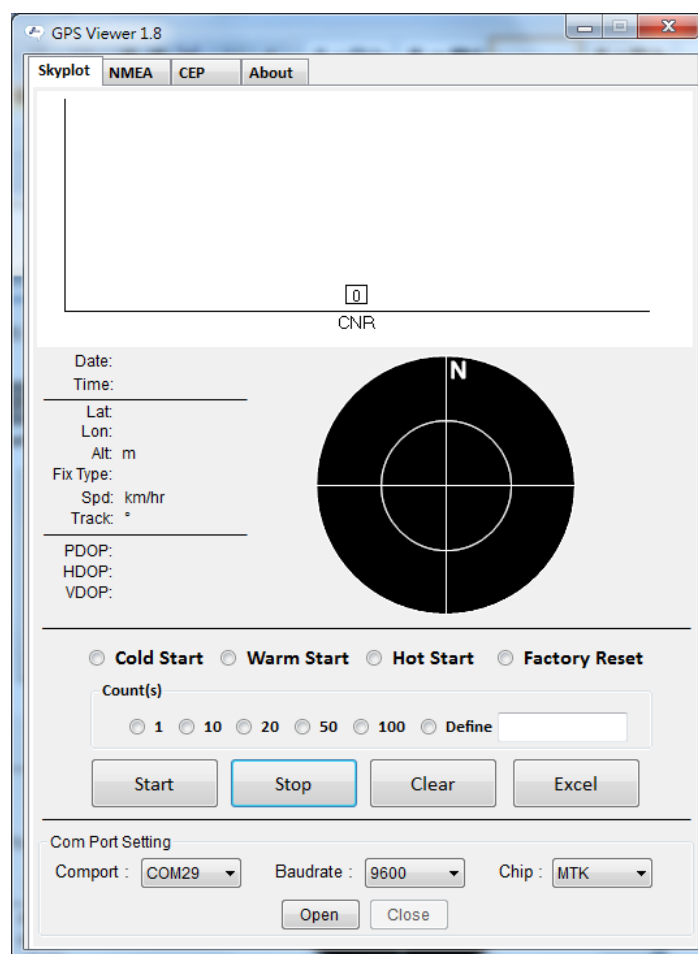 GPS Viewer 1.8
Skyplot NMEA CEP About
0
CNR
Date:
Time:
N
Lat:
Lon:
Alt: m
Fix Type:
Spd: km/hr
Track: °
PDOP:
HDOP:
VDOP:
Cold Start Warm Start Hot Start Factory Reset
Count(s)
1 10 20 50 100 Define
Start Stop Clear Excel
Com Port Setting
Comport : COM29 Baudrate : 9600 Chip : MTK
Open Close